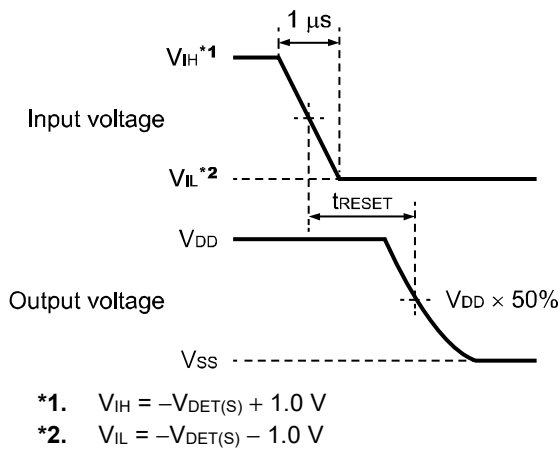 1 μs
VIH*1
Input voltage
VIL*2
tRESET
VDD
Output voltage
VDD × 50%
VSS
*1. VIH = −VDET(S) + 1.0 V
*2. VIL = −VDET(S) − 1.0 V